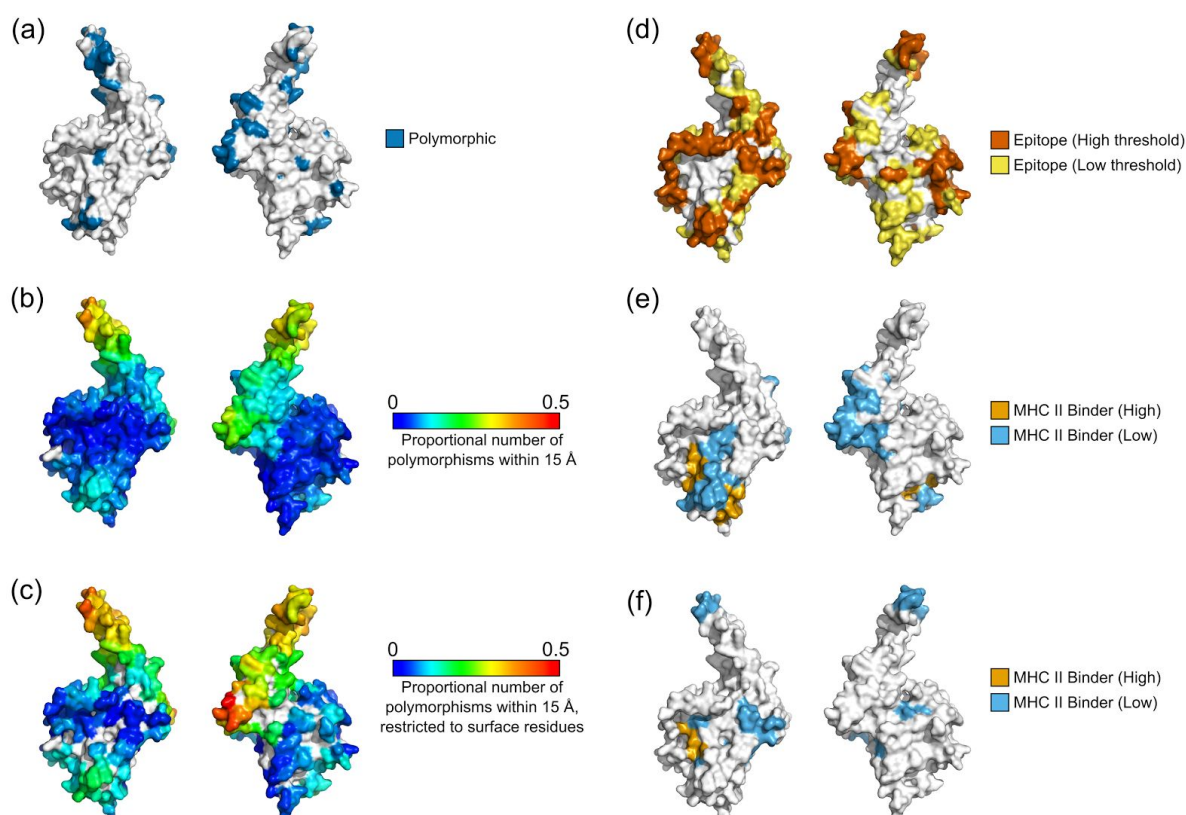 (a)
Polymorphic
(b)
0 0.5
Proportional number of
polymorphisms within 15 Å
(c)
0 0.5
Proportional number of
polymorphisms within 15 Å,
restricted to surface residues
(d)
Epitope (High threshold)
Epitope (Low threshold)
(e)
MHC II Binder (High)
MHC II Binder (Low)
(f)
MHC II Binder (High)
MHC II Binder (Low)